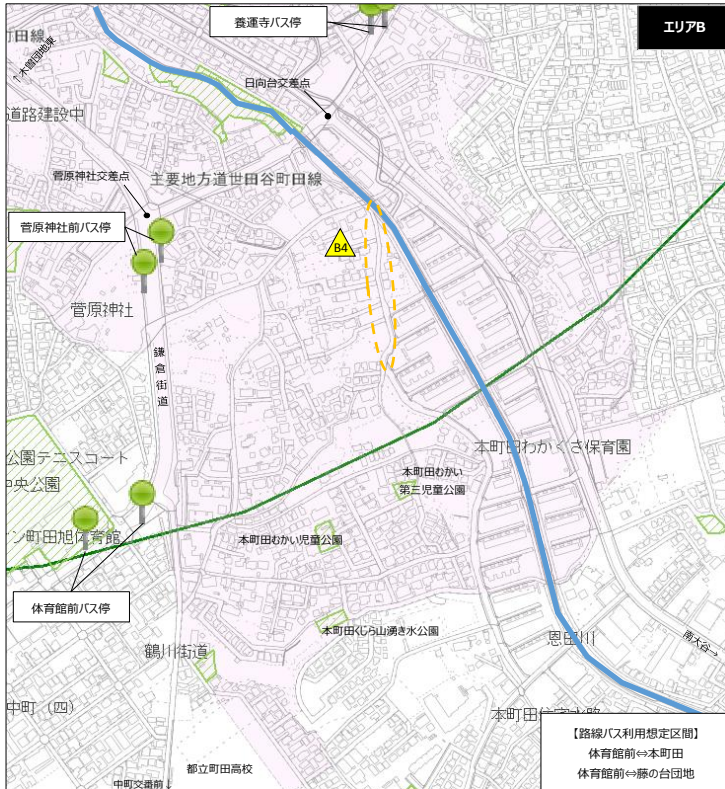 養運寺バス停
エリアB
町田線
↑木曽団地東
日向台交差点
道路建設中
菅原神社交差点
主要地方道世田谷町田線
菅原神社前バス停
B4
菅原神社
鎌倉街道
公園テニスコート
中央公園
本町田わかくさ保育園
本町田むかい
第三児童公園
ン町田旭体育館
本町田むかい児童公園
体育館前バス停
本町田くじら山湧き水公園
恩田川
南大谷→
鶴川街道
中町（四）
本町田
都立町田高校
中町交番前↓
【路線バス利用想定区間】
体育館前⇔本町田
体育館前⇔藤の台団地